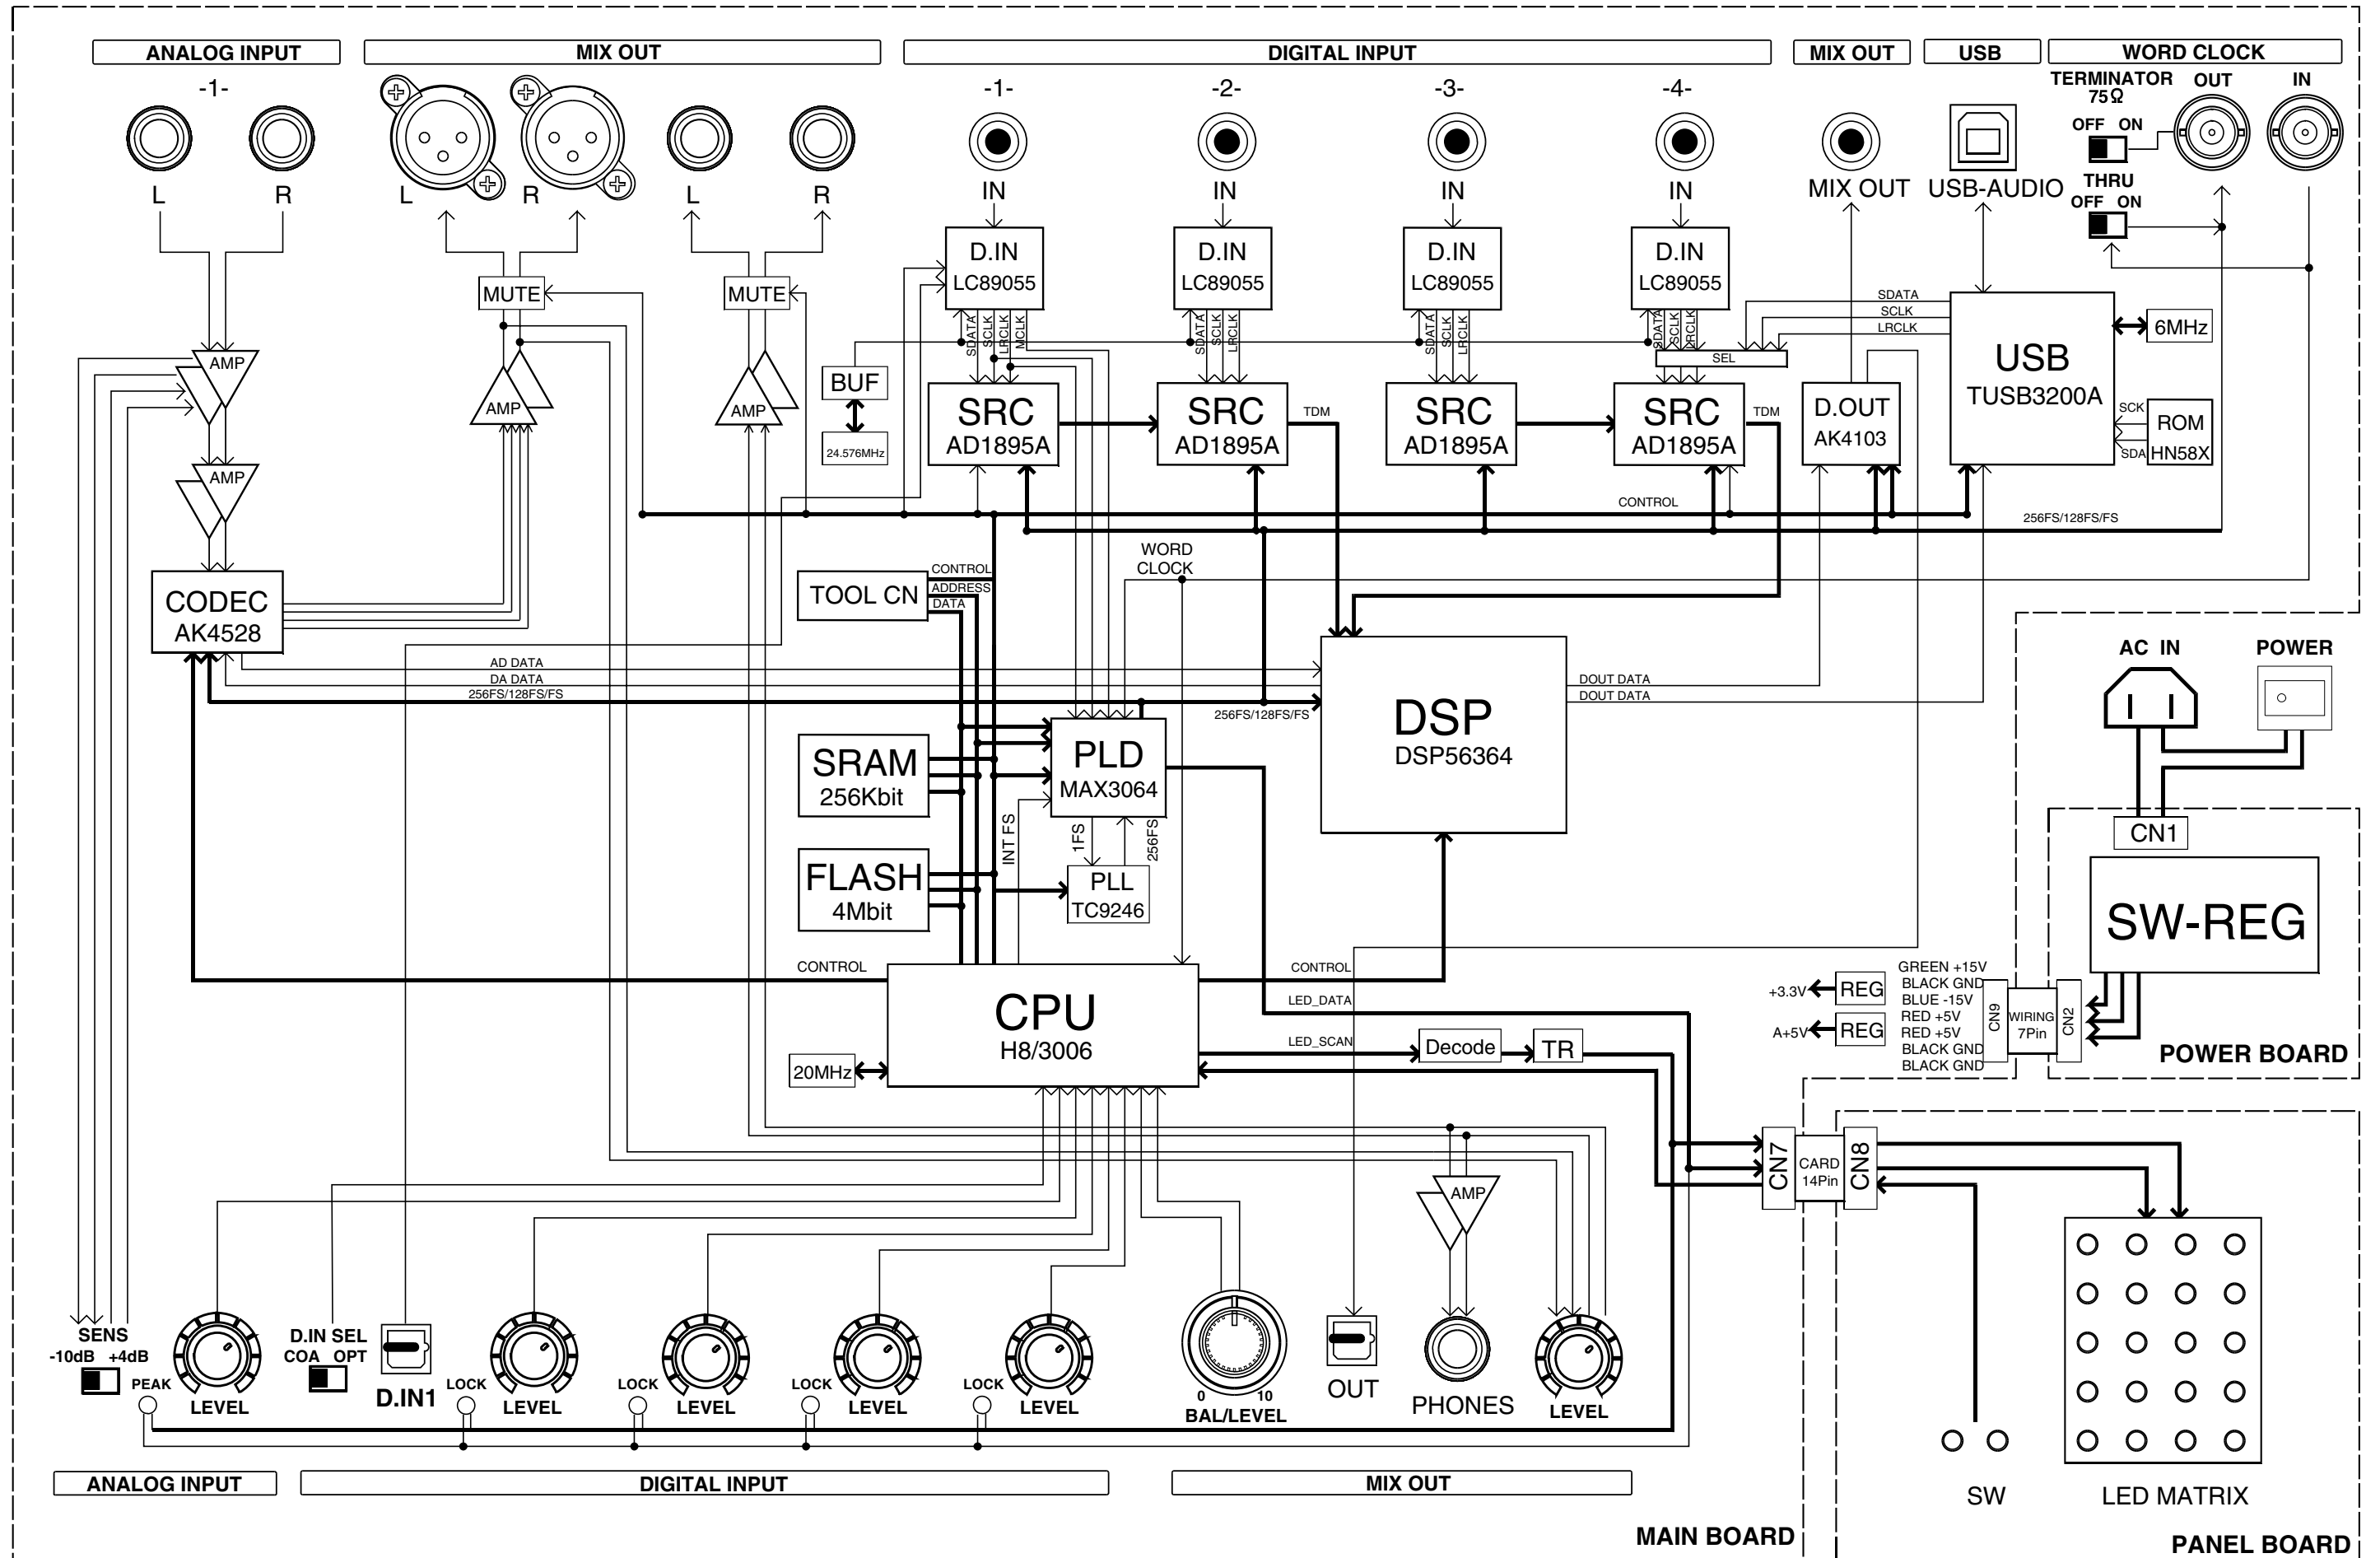 ANALOG INPUT
MIX OUT
DIGITAL INPUT
MIX OUT
USB
WORD CLOCK
-1-
-1-
-2-
-3-
-4-
TERMINATOR
75Ω
OUT
IN
OFF ON
L
R
L
R
L
R
IN
IN
IN
IN
MIX OUT
USB-AUDIO
THRU
OFF ON
MUTE
MUTE
D.IN
LC89055
D.IN
LC89055
D.IN
LC89055
D.IN
LC89055
SDATA
SCLK
LRCLK
MCLK
SDATA
SCLK
LRCLK
SDATA
SCLK
LRCLK
SDATA
SCLK
LRCLK
SDATA
SCLK
LRCLK
SEL
USB
TUSB3200A
6MHz
AMP
AMP
AMP
BUF
24.576MHz
SRC
AD1895A
SRC
AD1895A
TDM
SRC
AD1895A
SRC
AD1895A
TDM
D.OUT
AK4103
SCK
SDA
ROM
HN58X
AMP
CONTROL
256FS/128FS/FS
WORD
CLOCK
CODEC
AK4528
TOOL CN
CONTROL
ADDRESS
DATA
AD DATA
DA DATA
256FS/128FS/FS
256FS/128FS/FS
DSP
DSP56364
DOUT DATA
DOUT DATA
AC IN
POWER
SRAM
256Kbit
PLD
MAX3064
INT FS
1FS
256FS
FLASH
4Mbit
PLL
TC9246
CN1
SW-REG
CONTROL
CPU
H8/3006
20MHz
CONTROL
LED_DATA
LED_SCAN
Decode
TR
+3.3V
REG
A+5V
REG
GREEN +15V
BLACK GND
BLUE -15V
RED +5V
RED +5V
BLACK GND
BLACK GND
CN9
WIRING
7Pin
CN2
POWER BOARD
CN7
CARD
14Pin
CN8
AMP
SENS
-10dB +4dB
PEAK
LEVEL
D.IN SEL
COA OPT
D.IN1
LOCK
LEVEL
LOCK
LEVEL
LOCK
LEVEL
LOCK
LEVEL
0 10
BAL/LEVEL
OUT
PHONES
LEVEL
ANALOG INPUT
DIGITAL INPUT
MIX OUT
SW
LED MATRIX
MAIN BOARD
PANEL BOARD